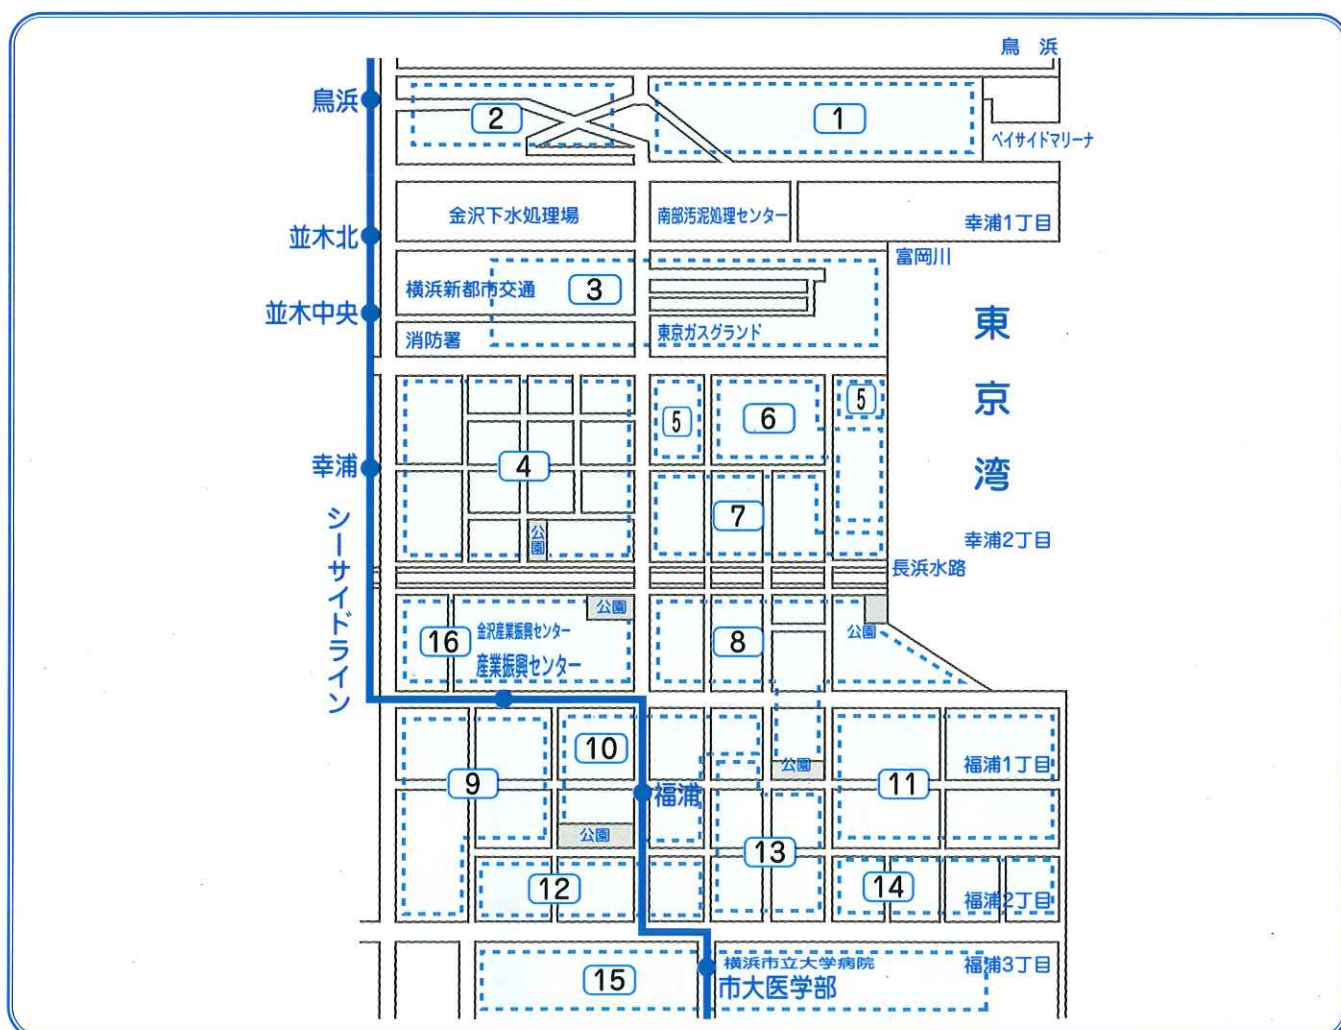 鳥浜
鳥浜
2
1
ベイサイドマリーナ
金沢下水処理場
南部汚泥処理センター
幸浦1丁目
並木北
富岡川
横浜新都市交通
3
並木中央
消防署
東京ガスグランド
東京湾
5
6
5
4
幸浦
7
公園
幸浦2丁目
長浜水路
シーサイドライン
公園
16
金沢産業振興センター
産業振興センター
8
公園
10
9
福浦
公園
11
福浦1丁目
公園
13
12
14
福浦2丁目
15
横浜市立大学病院
市大医学部
福浦3丁目